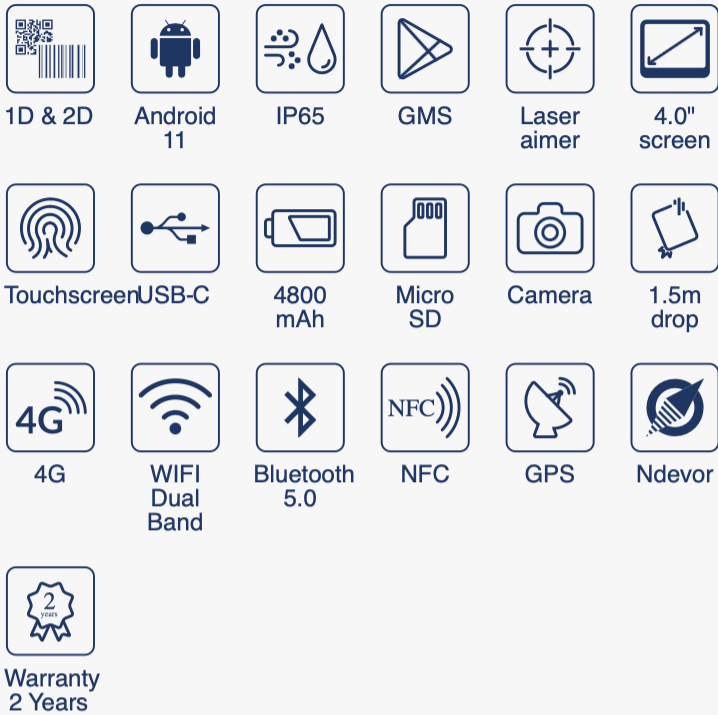 1D & 2D
Android
11
IP65
GMS
Laser
aimer
4.0"
screen
Touchscreen
USB-C
4800
mAh
Micro
SD
Camera
1.5m
drop
4G
4G
WIFI
Dual
Band
Bluetooth
5.0
NFC
NFC
GPS
Ndevor
2
years
Warranty
2 Years